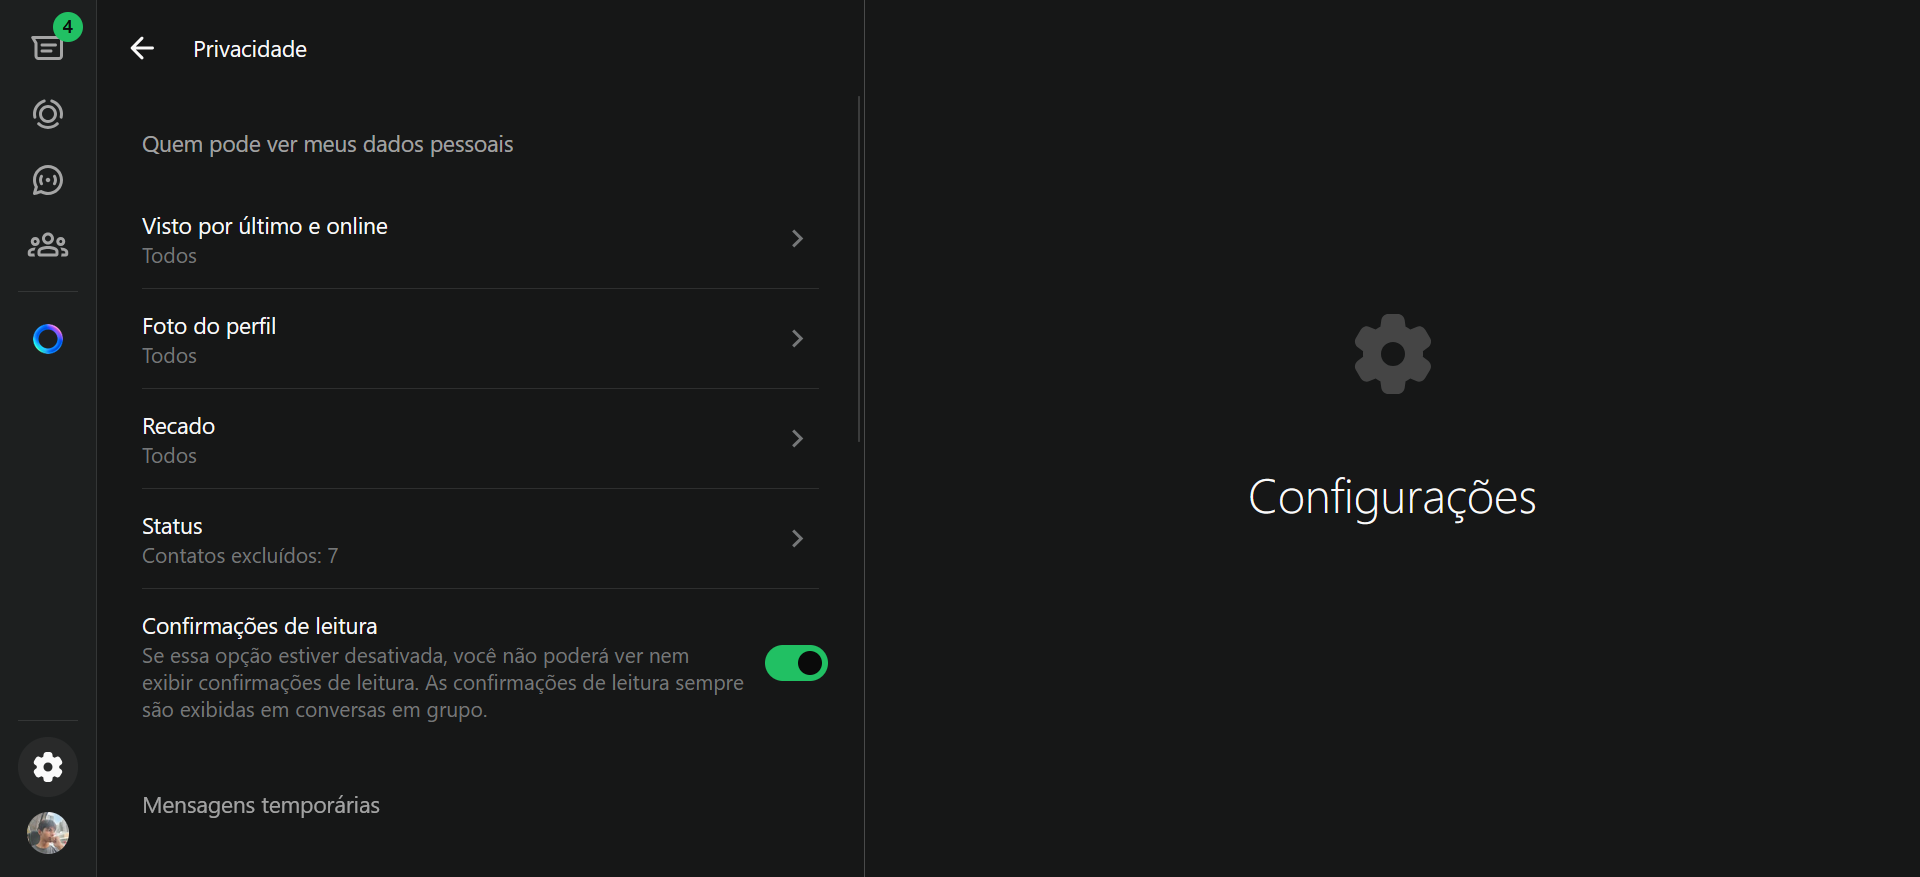 4
Privacidade
Quem pode ver meus dados pessoais
Visto por último e online
Todos
Foto do perfil
Todos
Recado
Todos
Status
Contatos excluídos: 7
Confirmações de leitura
Se essa opção estiver desativada, você não poderá ver nem
exibir confirmações de leitura. As confirmações de leitura sempre
são exibidas em conversas em grupo.
Mensagens temporárias
Configurações